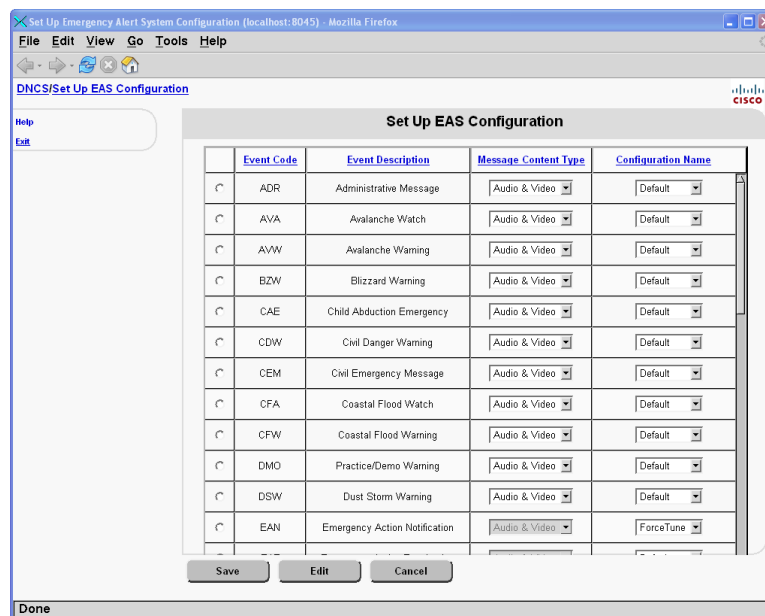 Set Up Emergency Alert System Configuration (localhost:8045) - Mozilla Firefox
File Edit View Go Tools Help
DNCS/Set Up EAS Configuration
CISCO
Help
Exit
Set Up EAS Configuration
Event Code Event Description Message Content Type Configuration Name
ADR Administrative Message Audio & Video Default
AVA Avalanche Watch Audio & Video Default
AVW Avalanche Warning Audio & Video Default
BZW Blizzard Warning Audio & Video Default
CAE Child Abduction Emergency Audio & Video Default
CDW Civil Danger Warning Audio & Video Default
CEM Civil Emergency Message Audio & Video Default
CFA Coastal Flood Watch Audio & Video Default
CFW Coastal Flood Warning Audio & Video Default
DMO Practice/Demo Warning Audio & Video Default
DSW Dust Storm Warning Audio & Video Default
EAN Emergency Action Notification Audio & Video ForceTune
Save Edit Cancel
Done